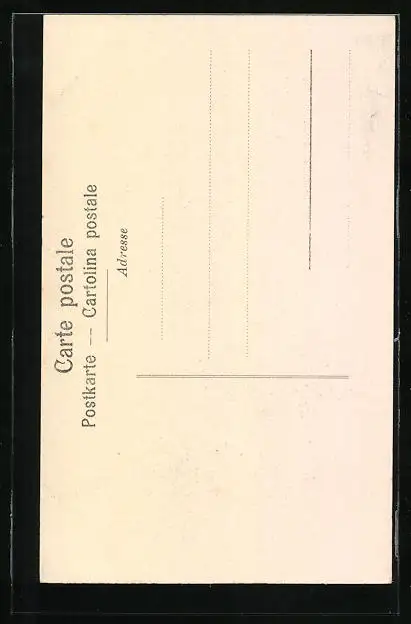 Carte postale
Postkarte — Cartolina postale
Adresse